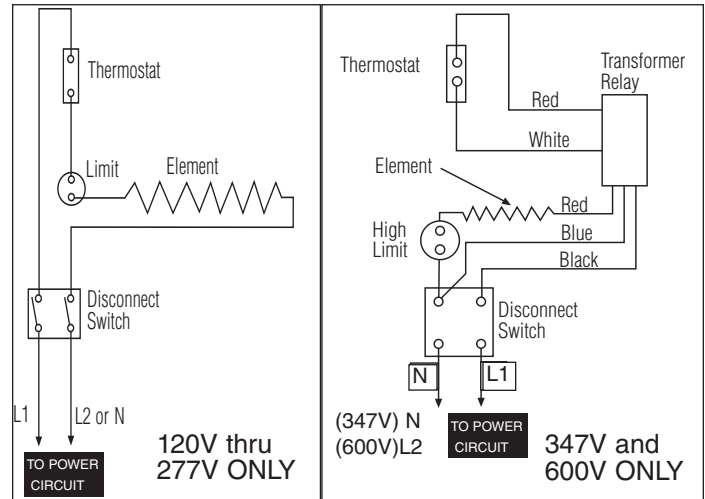 Thermostat
Limit
Element
Disconnect
Switch
L1
L2 or N
TO POWER
CIRCUIT
120V thru
277V ONLY
Thermostat
Transformer
Relay
Red
White
Element
Red
High
Limit
Blue
Black
Disconnect
Switch
N
L1
(347V) N
(600V)L2
TO POWER
CIRCUIT
347V and
600V ONLY